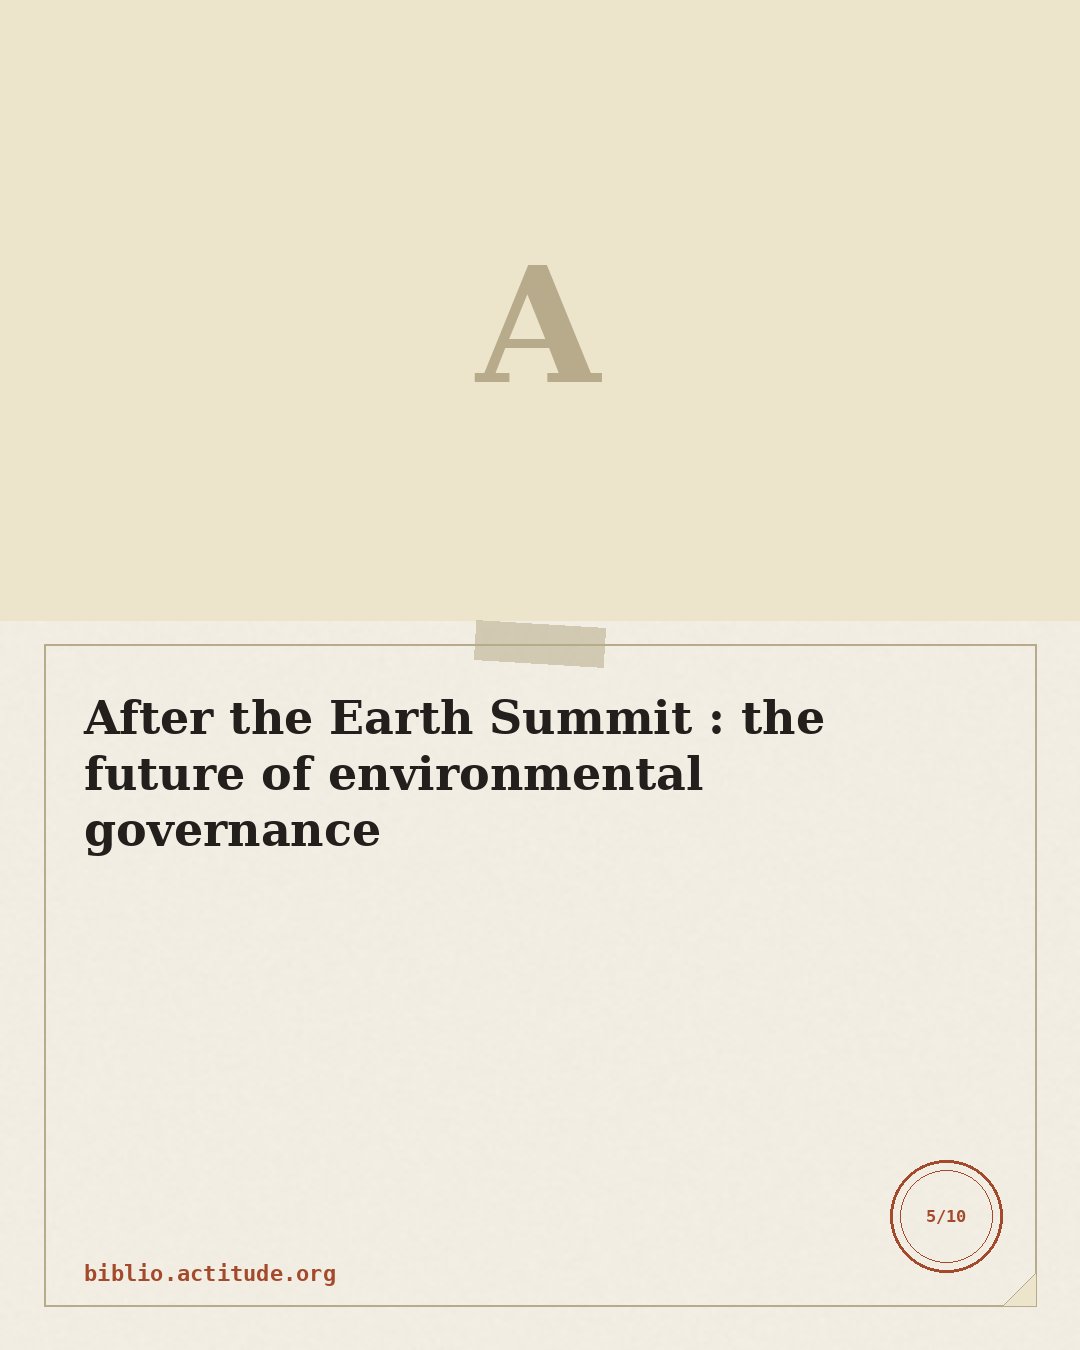 A
After the Earth Summit : the
future of environmental
governance
5/10
biblio.actitude.org